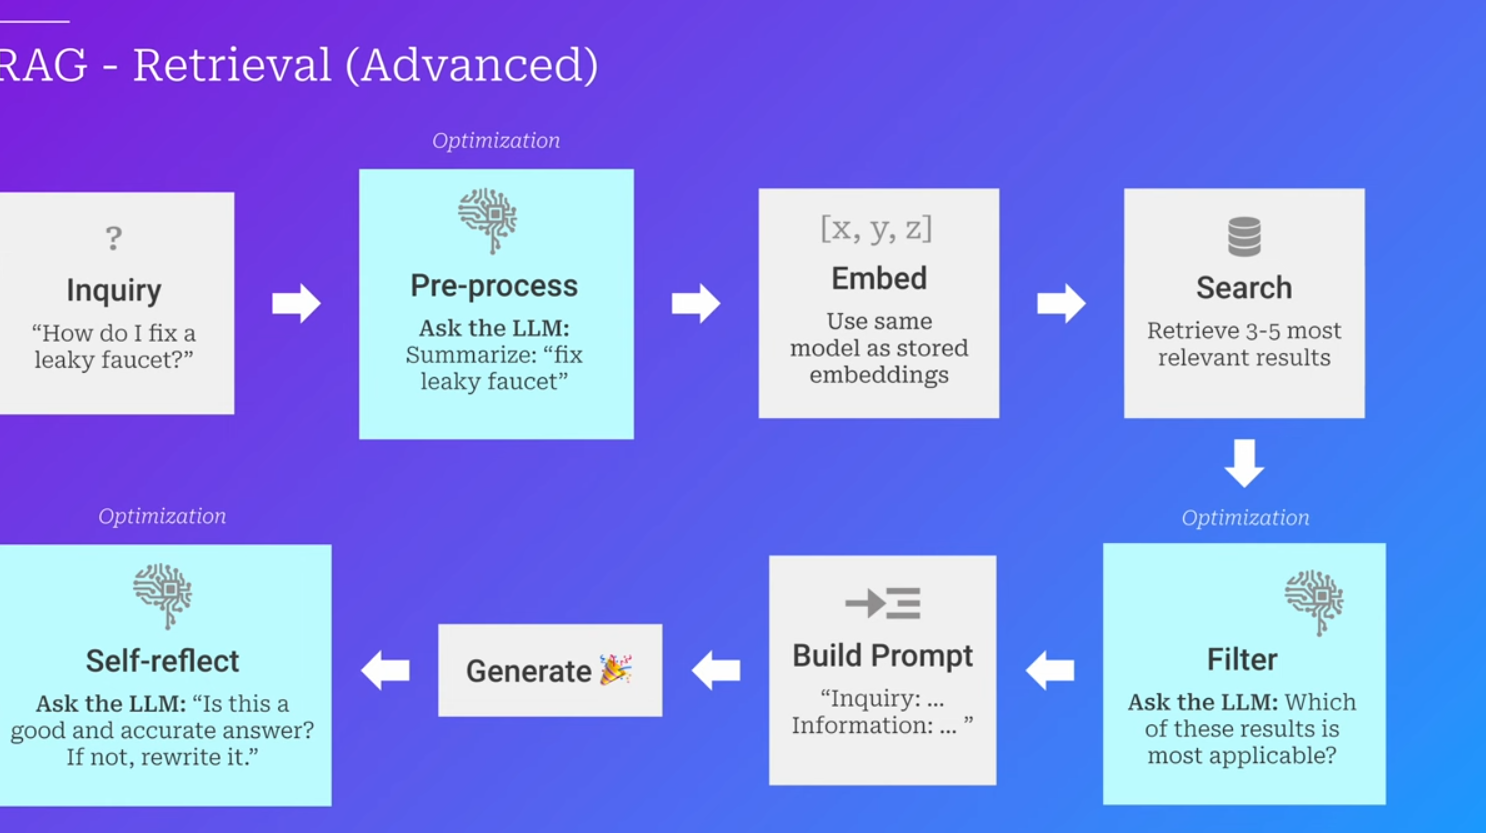 RAG - Retrieval (Advanced)
Optimization
?
Inquiry
“How do I fix a
leaky faucet?”
Pre-process
Ask the LLM:
Summarize: “fix
leaky faucet”
[x, y, z]
Embed
Use same
model as stored
embeddings
Search
Retrieve 3-5 most
relevant results
Optimization
Filter
Ask the LLM: Which
of these results is
most applicable?
Build Prompt
“Inquiry: ...
Information: ... ”
Generate 🎉
Optimization
Self-reflect
Ask the LLM: “Is this a
good and accurate answer?
If not, rewrite it.”